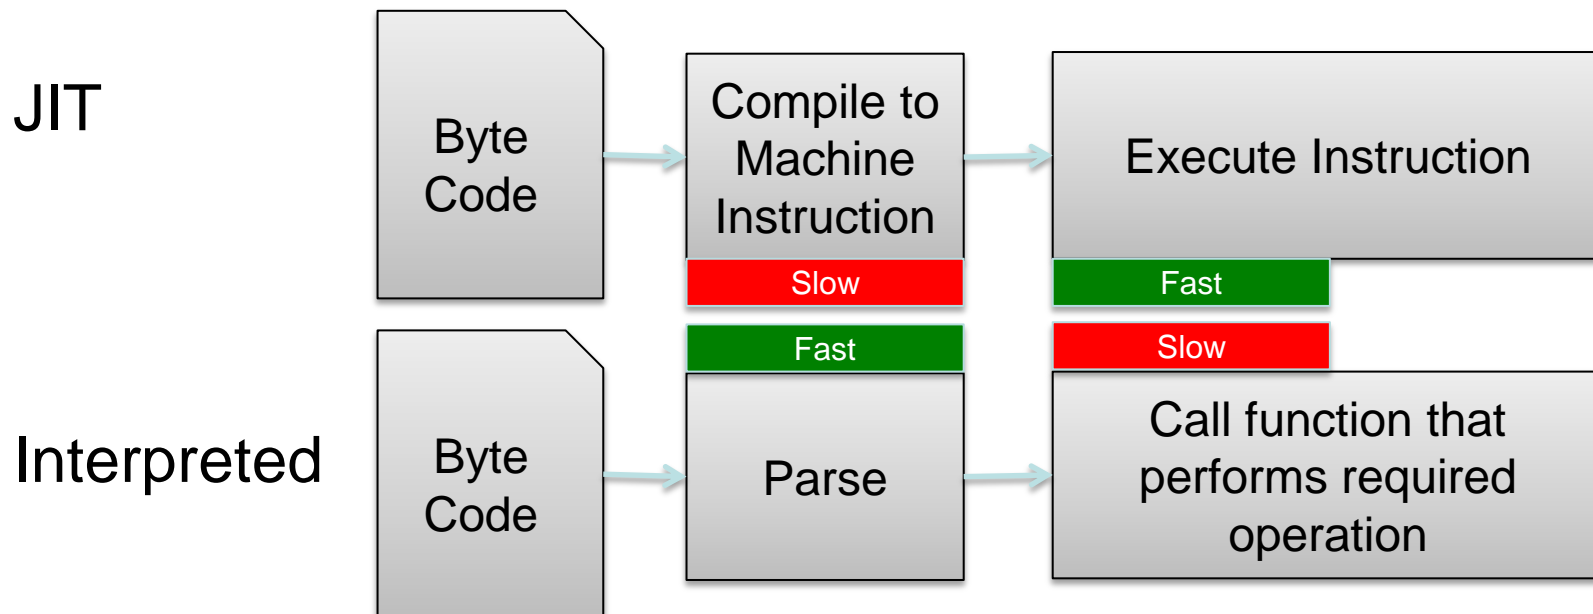 JIT
Byte
Code
Compile to
Machine
Instruction
Execute Instruction
Slow
Fast
Fast
Slow
Interpreted
Byte
Code
Parse
Call function that
performs required
operation